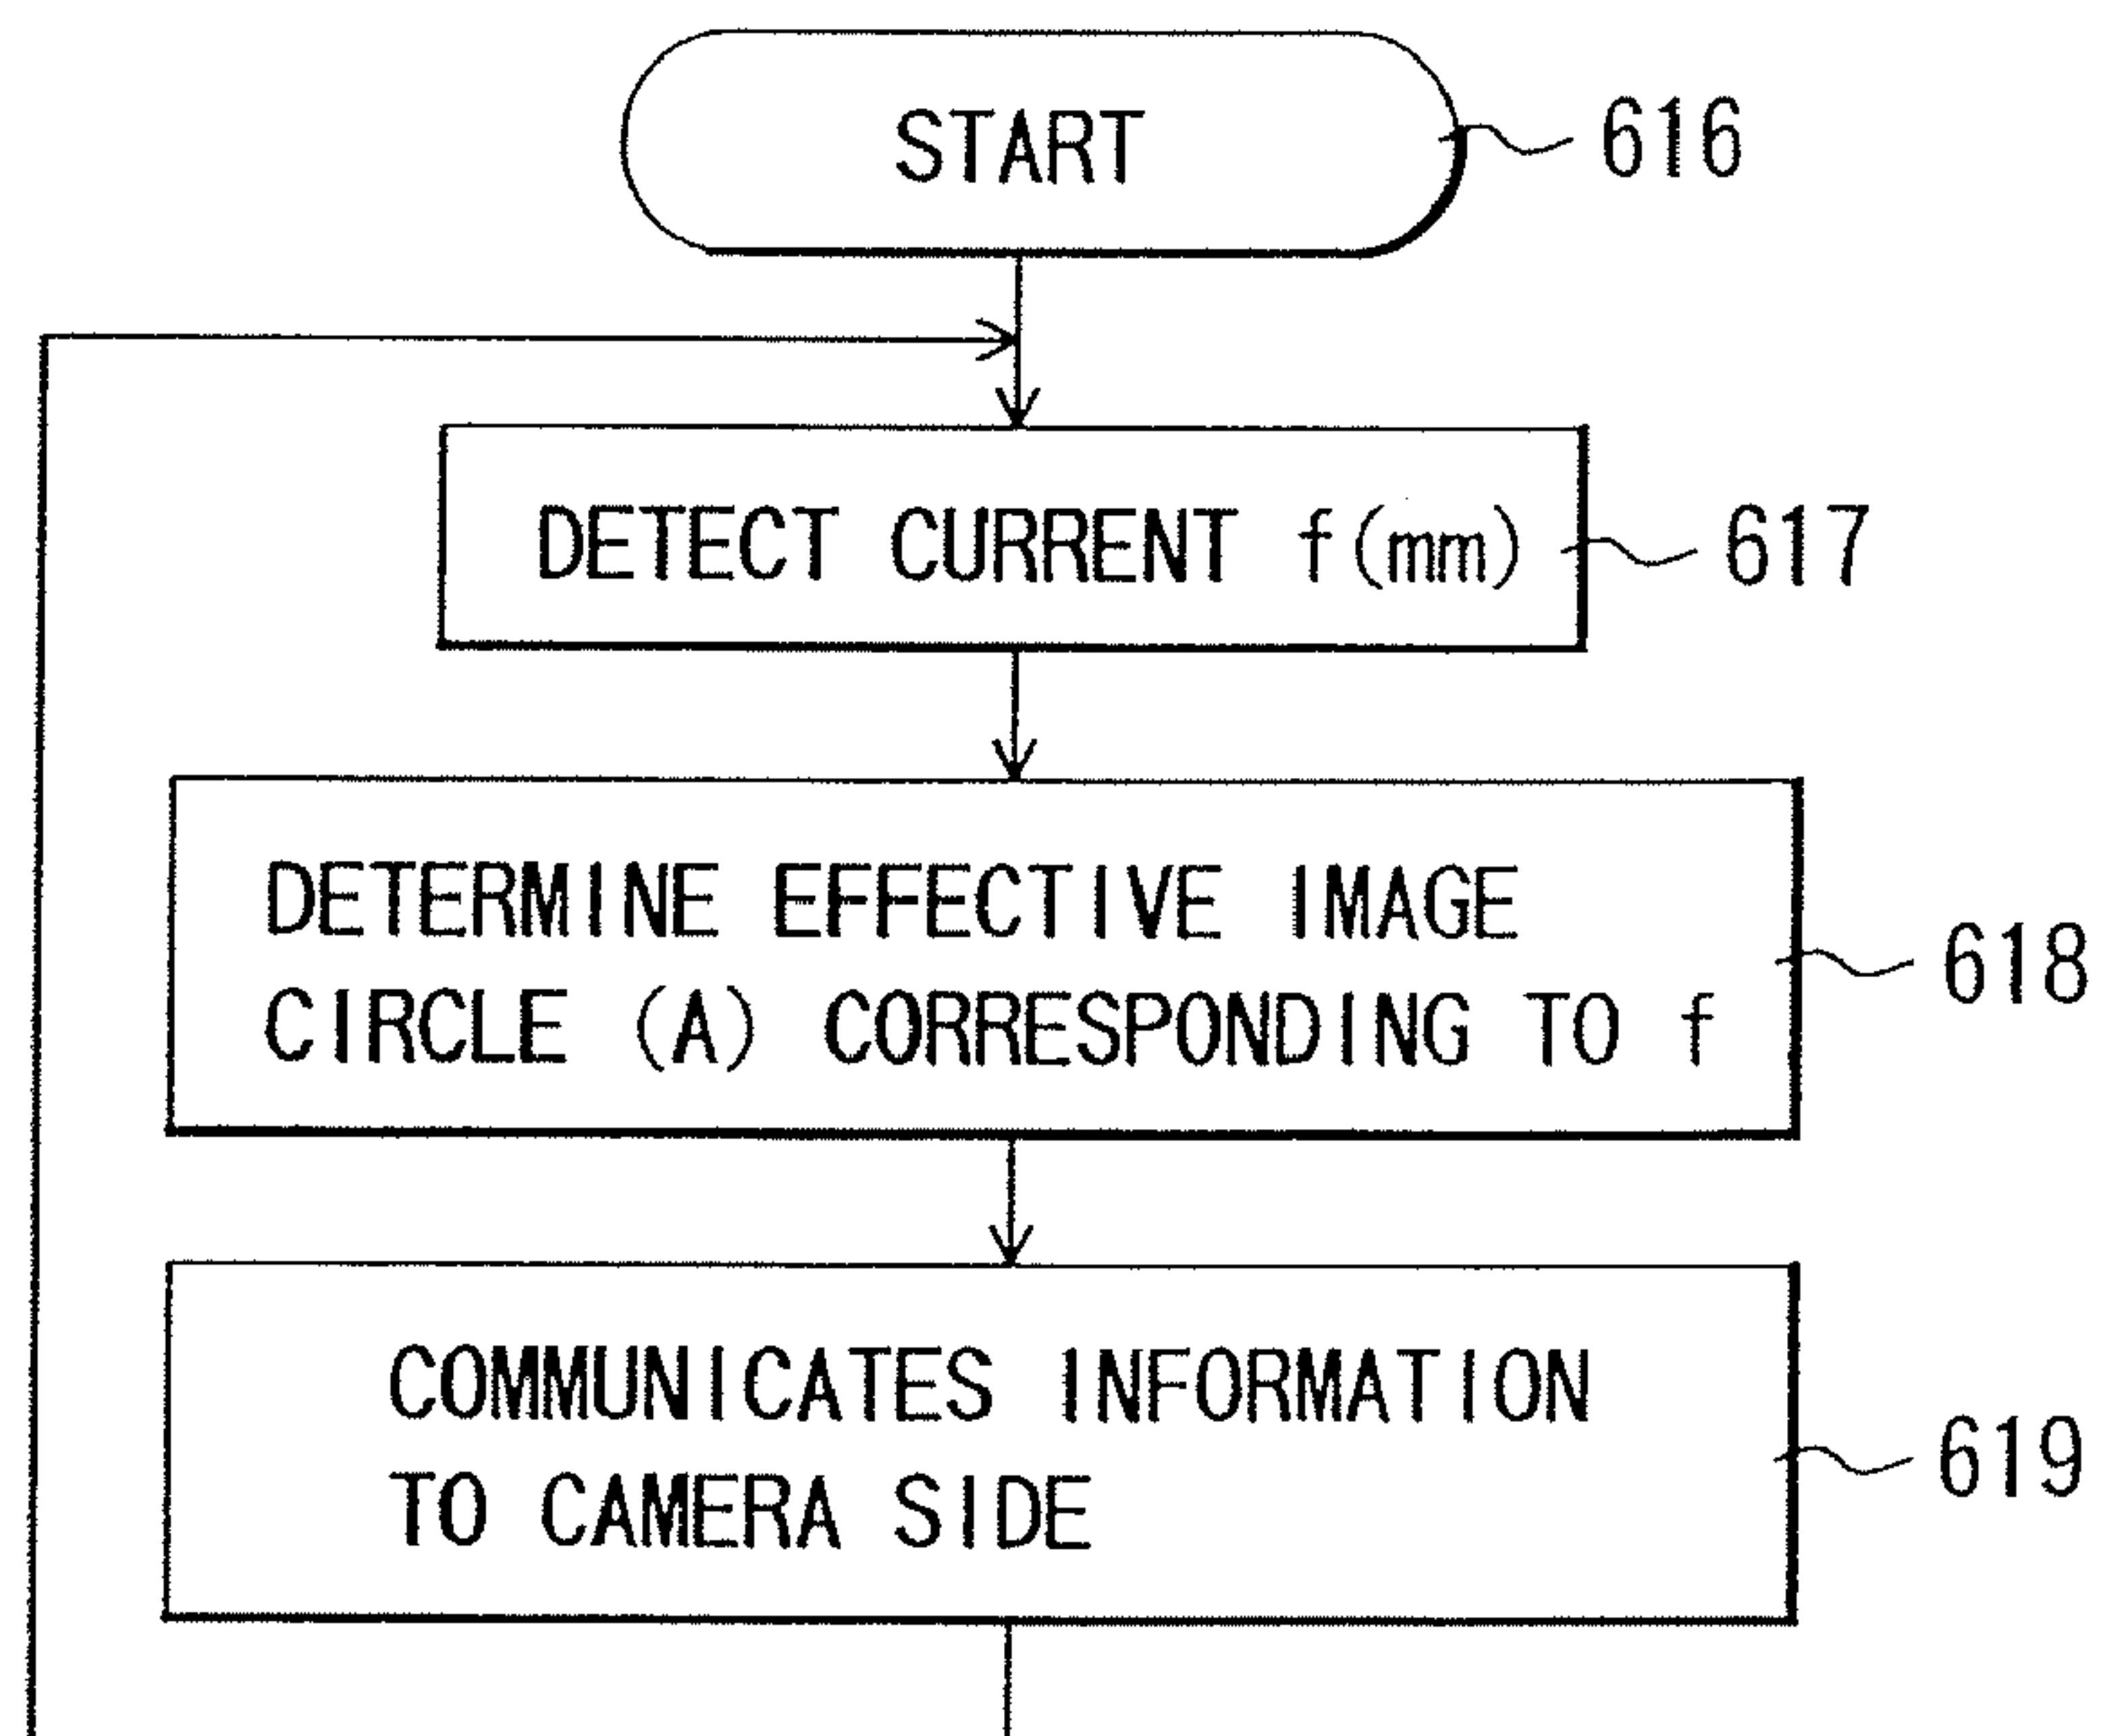 START
616
DETECT CURRENT f(mm)
617
DETERMINE EFFECTIVE IMAGE
CIRCLE (A) CORRESPONDING TO f
618
COMMUNICATES INFORMATION
TO CAMERA SIDE
619